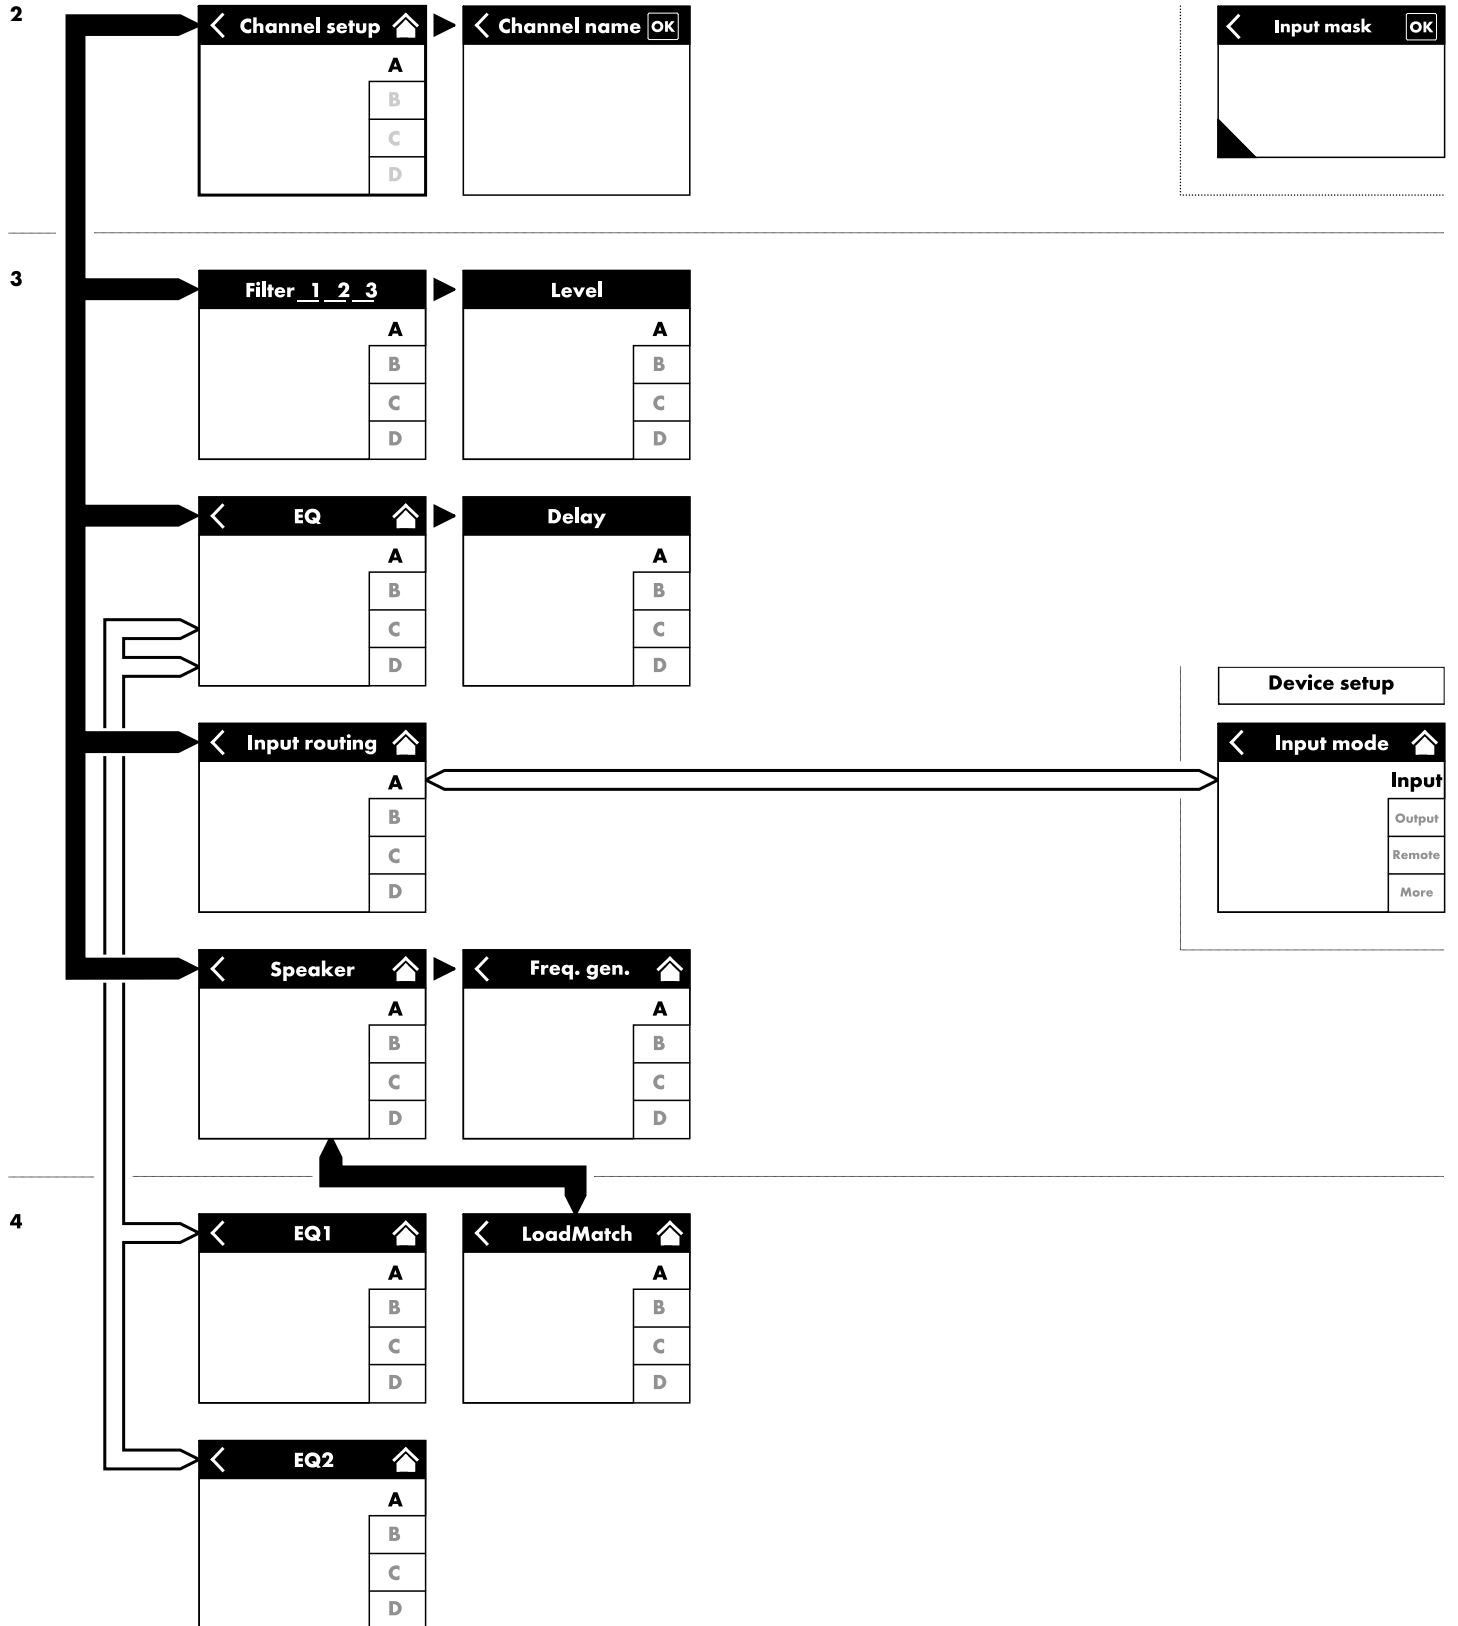 2
Channel setup
A
B
C
D
Channel name OK
Input mask OK
3
Filter 1 2 3
A
B
C
D
Level
A
B
C
D
EQ
A
B
C
D
Delay
A
B
C
D
Input routing
A
B
C
D
Device setup
Input mode
Input
Output
Remote
More
Speaker
A
B
C
D
Freq. gen.
A
B
C
D
4
EQ1
A
B
C
D
LoadMatch
A
B
C
D
EQ2
A
B
C
D